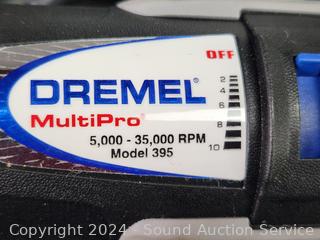 OFF
DREMEL®
MultiPro™
5,000 - 35,000 RPM
Model 395
2
4
6
8
10
Copyright 2024 - Sound Auction Service